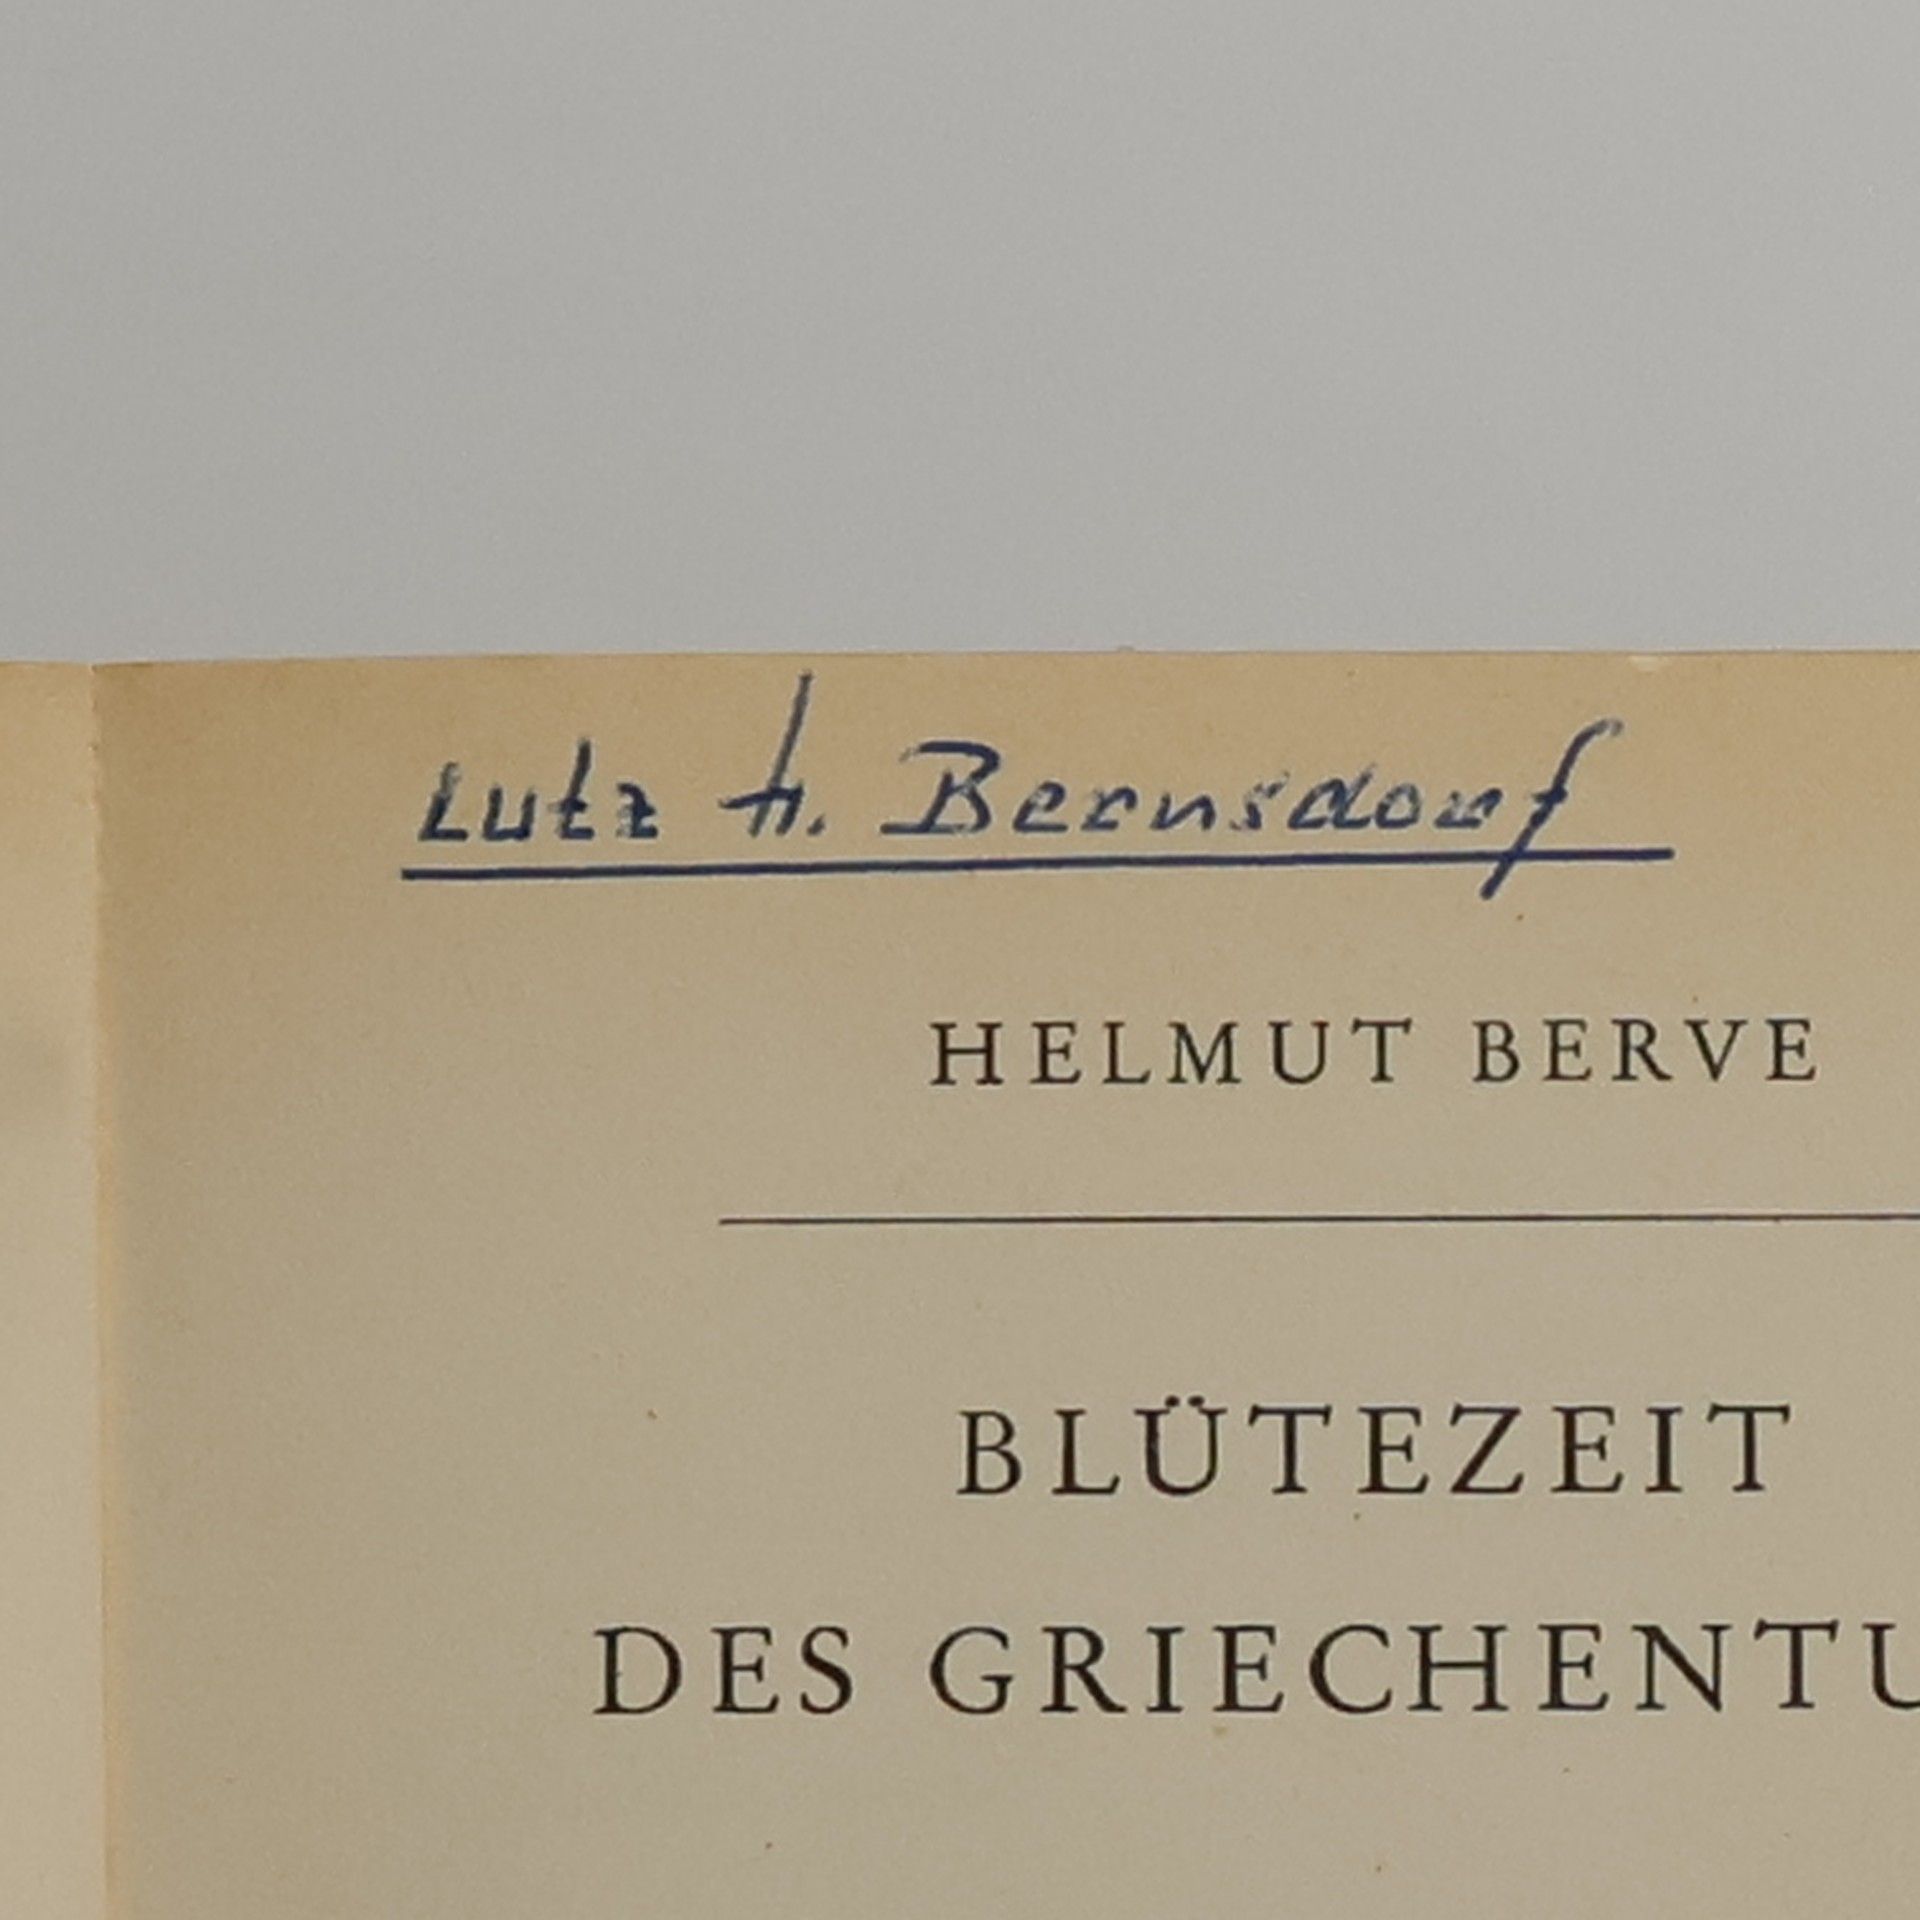 Lutz H. Bernsdorf
HELMUT BERVE
BLÜTEZEIT
DES GRIECHENTU